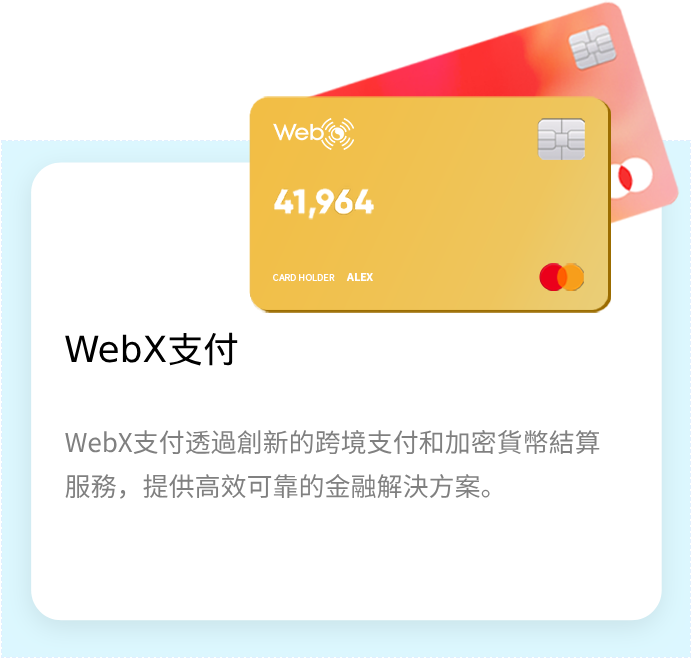 Web
41,964
CARD HOLDER ALEX
WebX支付
WebX支付透過創新的跨境支付和加密貨幣結算
服務，提供高效可靠的金融解決方案。